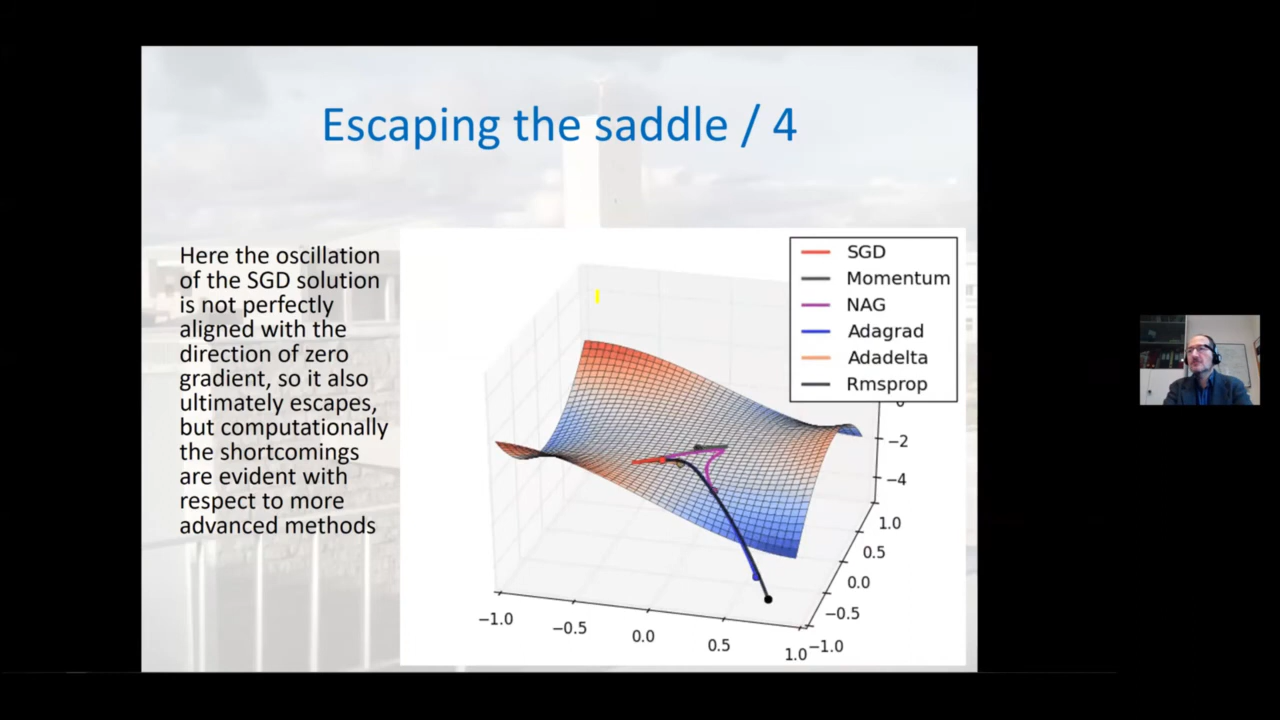 Escaping the saddle / 4
Here the oscillation
of the SGD solution
is not perfectly
aligned with the
direction of zero
gradient, so it also
ultimately escapes,
but computationally
the shortcomings
are evident with
respect to more
advanced methods
SGD
Momentum
NAG
Adagrad
Adadelta
Rmsprop
−2
−4
1.0
0.5
0.0
−0.5
−1.0
−1.0
−0.5
0.0
0.5
1.0